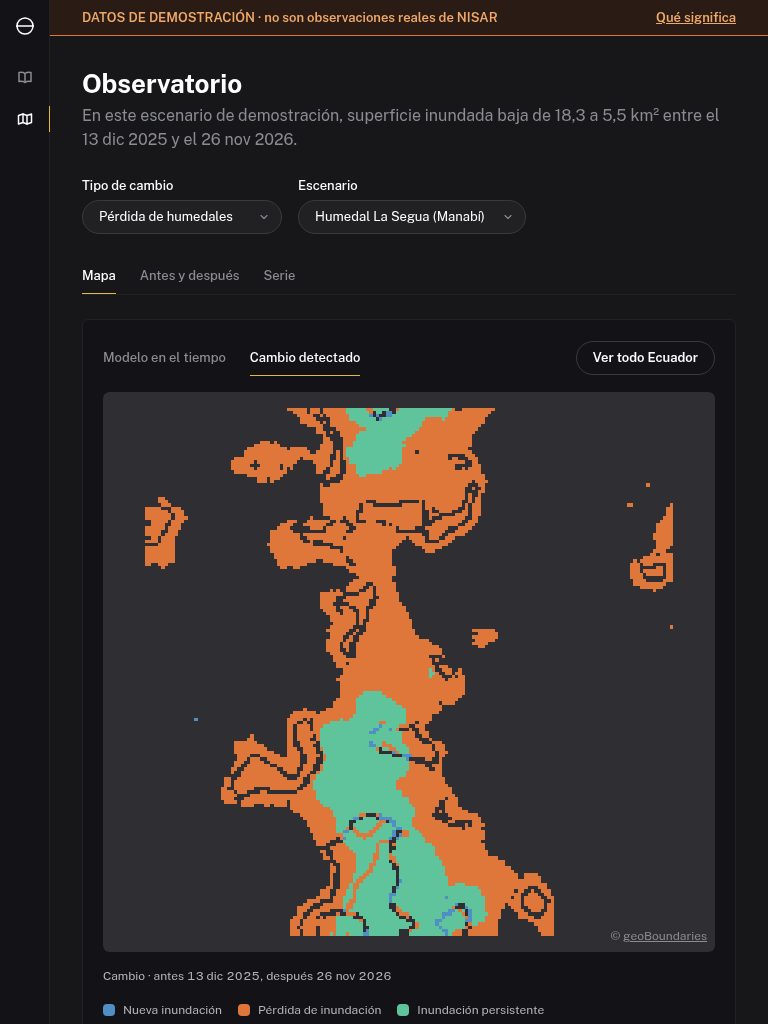 DATOS DE DEMOSTRACIÓN · no son observaciones reales de NISAR
Qué significa
Observatorio
En este escenario de demostración, superficie inundada baja de 18,3 a 5,5 km² entre el
13 dic 2025 y el 26 nov 2026.
Tipo de cambio
Escenario
Pérdida de humedales
Humedal La Segua (Manabí)
Mapa
Antes y después
Serie
Modelo en el tiempo
Cambio detectado
Ver todo Ecuador
© geoBoundaries
Cambio · antes 13 dic 2025, después 26 nov 2026
Nueva inundación
Pérdida de inundación
Inundación persistente